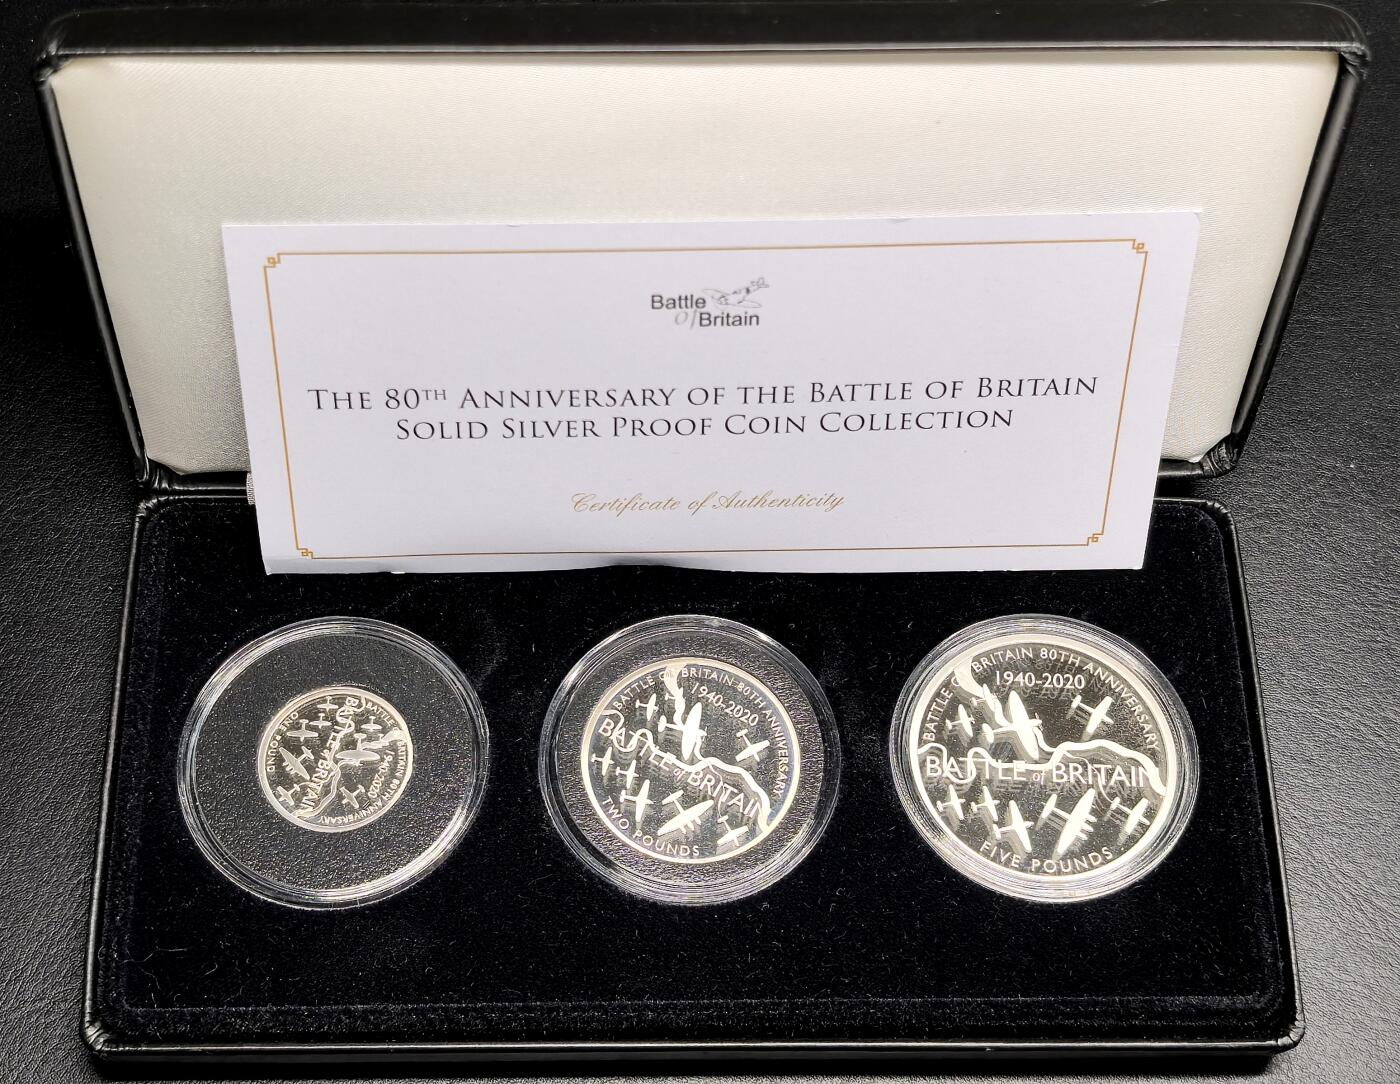 Battle
of Britain
THE 80TH ANNIVERSARY OF THE BATTLE OF BRITAIN
SOLID SILVER PROOF COIN COLLECTION
Certificate of Authenticity
BATTLE OF BRITAIN 80TH ANNIVERSARY
1940-2020
BATTLE of BRITAIN
ONE POUND
BATTLE OF BRITAIN 80TH ANNIVERSARY
1940-2020
BATTLE of BRITAIN
TWO POUNDS
BATTLE OF BRITAIN 80TH ANNIVERSARY
1940-2020
BATTLE of BRITAIN
FIVE POUNDS